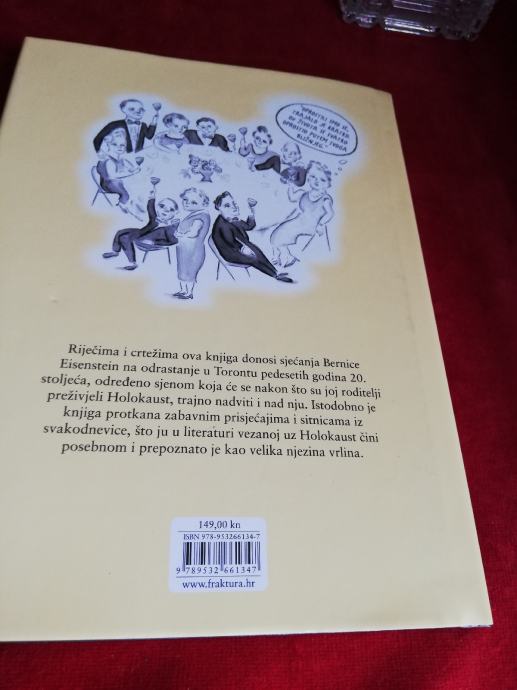 Riječima i crtežima ova knjiga donosi sjećanja Bernice
Eisenstein na odrastanje u Torontu pedesetih godina 20.
stoljeća, određeno sjenom koja će se nakon što su joj roditelji
preživjeli Holokaust, trajno nadviti i nad nju. Istodobno je
knjiga protkana zabavnim prisjećajima i sitnicama iz
svakodnevice, što ju u literaturi vezanoj uz Holokaust čini
posebnom i prepoznato je kao velika njezina vrlina.
149,00 kn
ISBN 978-953266134-7
9 789532 661347
www.fraktura.hr